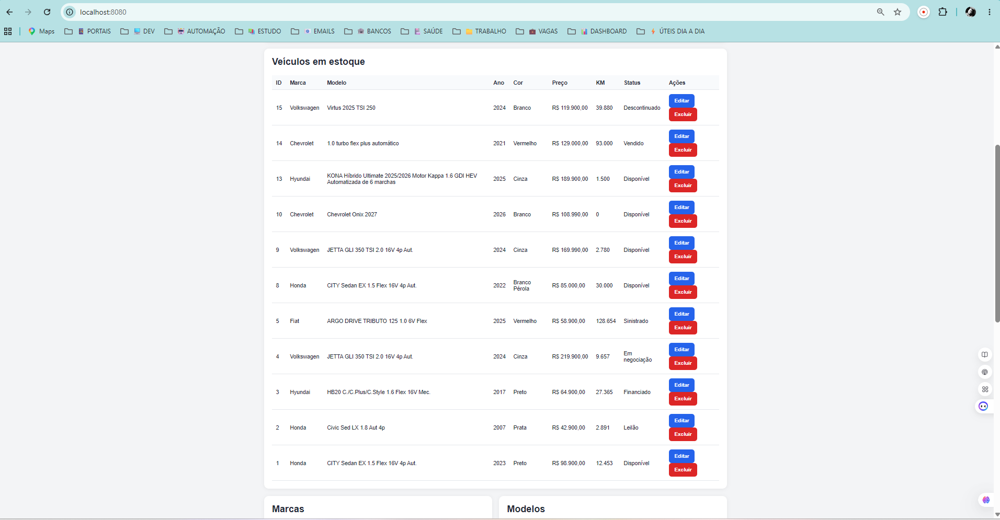 localhost:8080
Maps PORTAIS DEV AUTOMAÇÃO ESTUDO EMAILS BANCOS SAÚDE TRABALHO VAGAS DASHBOARD ÚTEIS DIA A DIA
Veículos em estoque
ID Marca Modelo Ano Cor Preço KM Status Ações
15 Volkswagen Virtus 2025 TSI 250 2024 Branco R$ 119.900,00 39.880 Descontinuado Editar
Excluir
14 Chevrolet 1.0 turbo flex plus automático 2021 Vermelho R$ 129.000,00 93.000 Vendido Editar
Excluir
13 Hyundai KONA Híbrido Ultimate 2025/2026 Motor Kappa 1.6 GDI HEV
Automatizada de 6 marchas 2025 Cinza R$ 189.900,00 1.500 Disponível Editar
Excluir
10 Chevrolet Chevrolet Onix 2027 2026 Branco R$ 108.990,00 0 Disponível Editar
Excluir
9 Volkswagen JETTA GLI 350 TSI 2.0 16V 4p Aut. 2024 Cinza R$ 169.990,00 2.780 Disponível Editar
Excluir
8 Honda CITY Sedan EX 1.5 Flex 16V 4p Aut. 2022 Branco
Pérola R$ 85.000,00 30.000 Disponível Editar
Excluir
5 Fiat ARGO DRIVE TRIBUTO 125 1.0 6V Flex 2025 Vermelho R$ 58.900,00 128.654 Sinistrado Editar
Excluir
4 Volkswagen JETTA GLI 350 TSI 2.0 16V 4p Aut. 2024 Cinza R$ 219.900,00 9.657 Em
negociação Editar
Excluir
3 Hyundai HB20 C./C.Plus/C.Style 1.6 Flex 16V Mec. 2017 Preto R$ 64.900,00 27.365 Financiado Editar
Excluir
2 Honda Civic Sed LX 1.8 Aut 4p 2007 Prata R$ 42.900,00 2.891 Leilão Editar
Excluir
1 Honda CITY Sedan EX 1.5 Flex 16V 4p Aut. 2023 Preto R$ 98.900,00 12.453 Disponível Editar
Excluir
Marcas Modelos